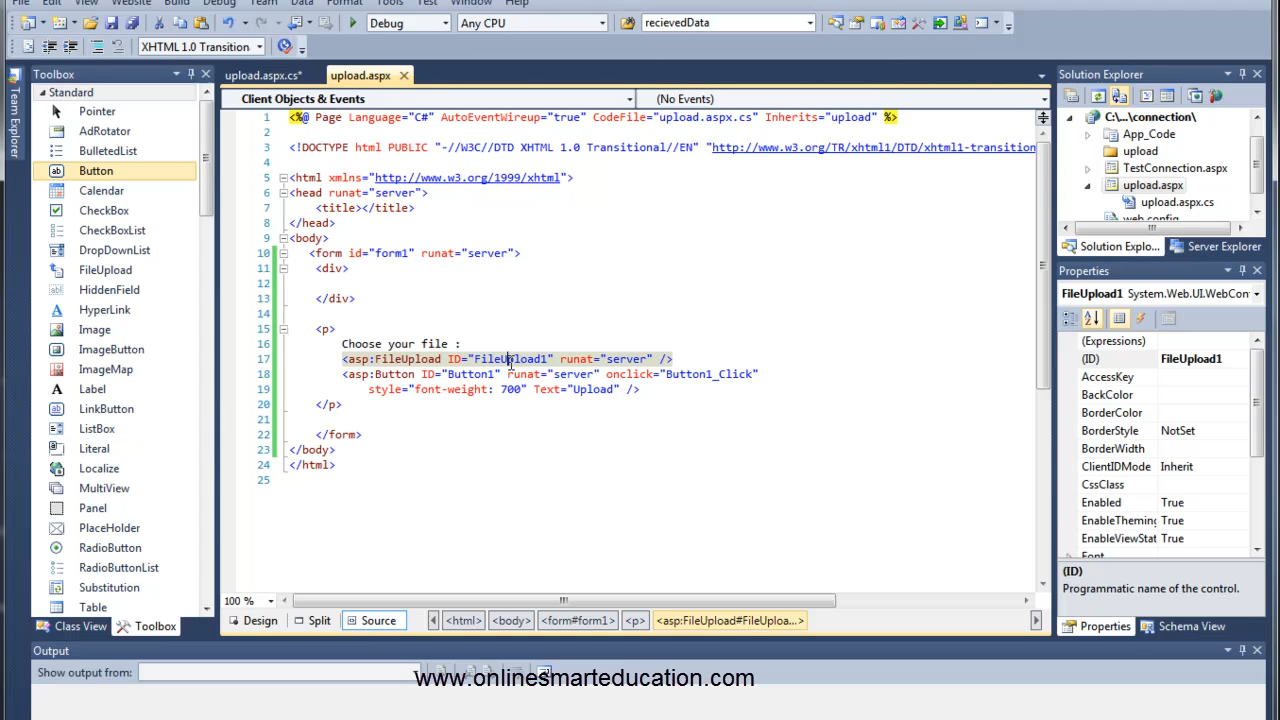 File Edit View Website Build Debug Team Data Format Tools Test Window Help
Debug Any CPU recievedData
XHTML 1.0 Transition
Team Explorer
Toolbox
Standard
Pointer
AdRotator
BulletedList
Button
Calendar
CheckBox
CheckBoxList
DropDownList
FileUpload
HiddenField
HyperLink
Image
ImageButton
ImageMap
Label
LinkButton
ListBox
Literal
Localize
MultiView
Panel
PlaceHolder
RadioButton
RadioButtonList
Substitution
Table
Class View Toolbox
upload.aspx.cs* upload.aspx
Client Objects & Events (No Events)
1 <%@ Page Language="C#" AutoEventWireup="true" CodeFile="upload.aspx.cs" Inherits="upload" %>
2
3 <!DOCTYPE html PUBLIC "-//W3C//DTD XHTML 1.0 Transitional//EN" "http://www.w3.org/TR/xhtml1/DTD/xhtml1-transition
4
5 <html xmlns="http://www.w3.org/1999/xhtml">
6 <head runat="server">
7 <title></title>
8 </head>
9 <body>
10 <form id="form1" runat="server">
11 <div>
12
13 </div>
14
15 <p>
16 Choose your file :
17 <asp:FileUpload ID="FileUpload1" runat="server" />
18 <asp:Button ID="Button1" runat="server" onclick="Button1_Click"
19 style="font-weight: 700" Text="Upload" />
20 </p>
21
22 </form>
23 </body>
24 </html>
25
100 %
Design Split Source <html> <body> <form#form1> <p> <asp:FileUpload#FileUploa...>
Solution Explorer
C:\...\connection\
App_Code
upload
TestConnection.aspx
upload.aspx
upload.aspx.cs
web.config
Solution Explo... Server Explorer
Properties
FileUpload1 System.Web.UI.WebCon
(Expressions)
(ID) FileUpload1
AccessKey
BackColor
BorderColor
BorderStyle NotSet
BorderWidth
ClientIDMode Inherit
CssClass
Enabled True
EnableTheming True
EnableViewStat True
Font
(ID)
Programmatic name of the control.
Properties Schema View
Output
Show output from:
www.onlinesmarteducation.com